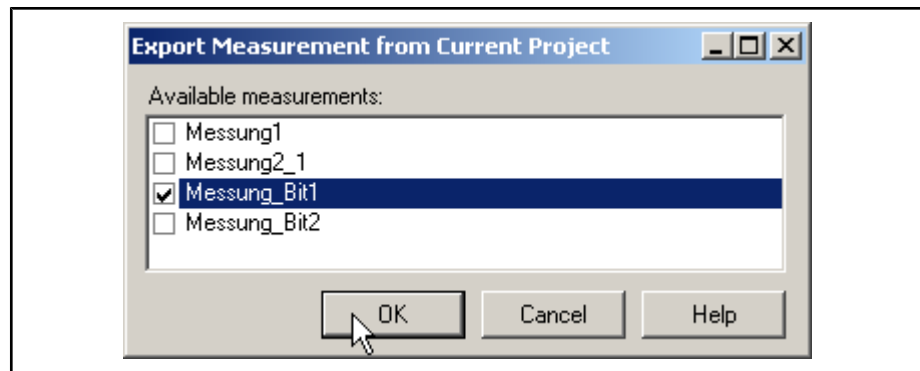 Export Measurement from Current Project
Available measurements:
Messung1
Messung2_1
Messung_Bit1
Messung_Bit2
OK Cancel Help